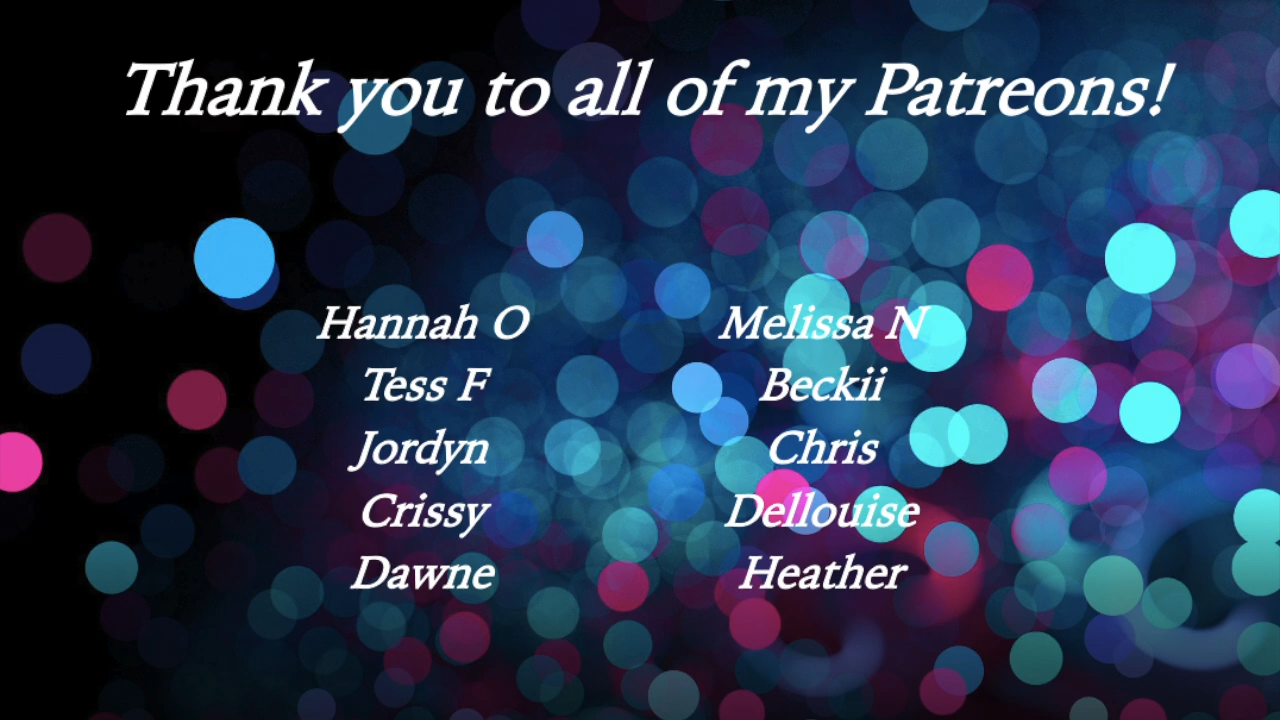 Thank you to all of my Patreons!
Hannah O
Tess F
Jordyn
Crissy
Dawne
Melissa N
Beckii
Chris
Dellouise
Heather